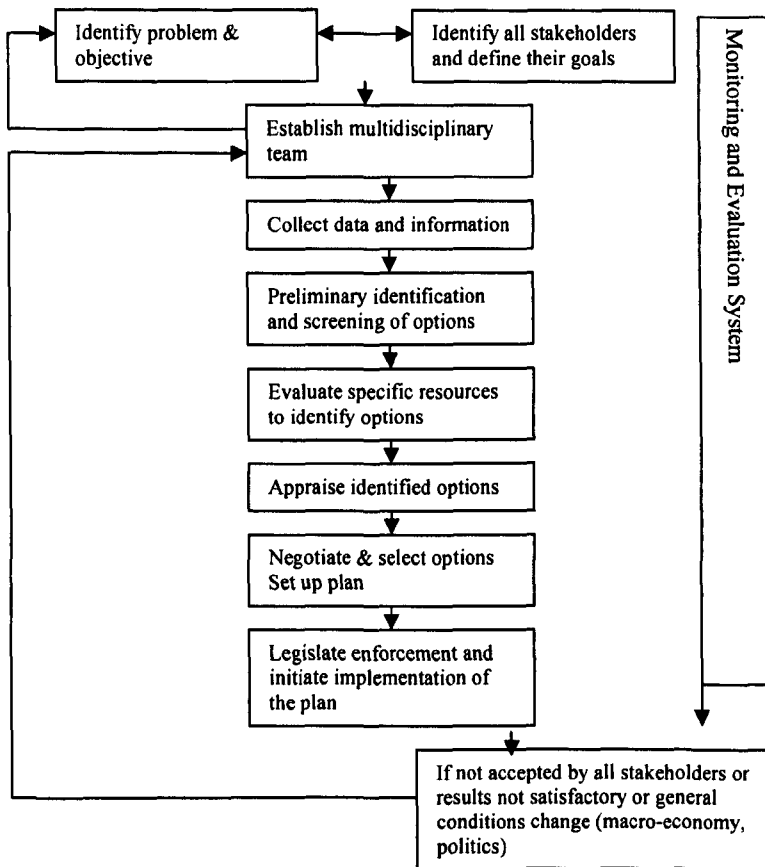 Identify problem &
objective
Identify all stakeholders
and define their goals
Establish multidisciplinary
team
Collect data and information
Preliminary identification
and screening of options
Evaluate specific resources
to identify options
Appraise identified options
Negotiate & select options
Set up plan
Legislate enforcement and
initiate implementation of
the plan
If not accepted by all stakeholders or
results not satisfactory or general
conditions change (macro-economy,
politics)
Monitoring and Evaluation System